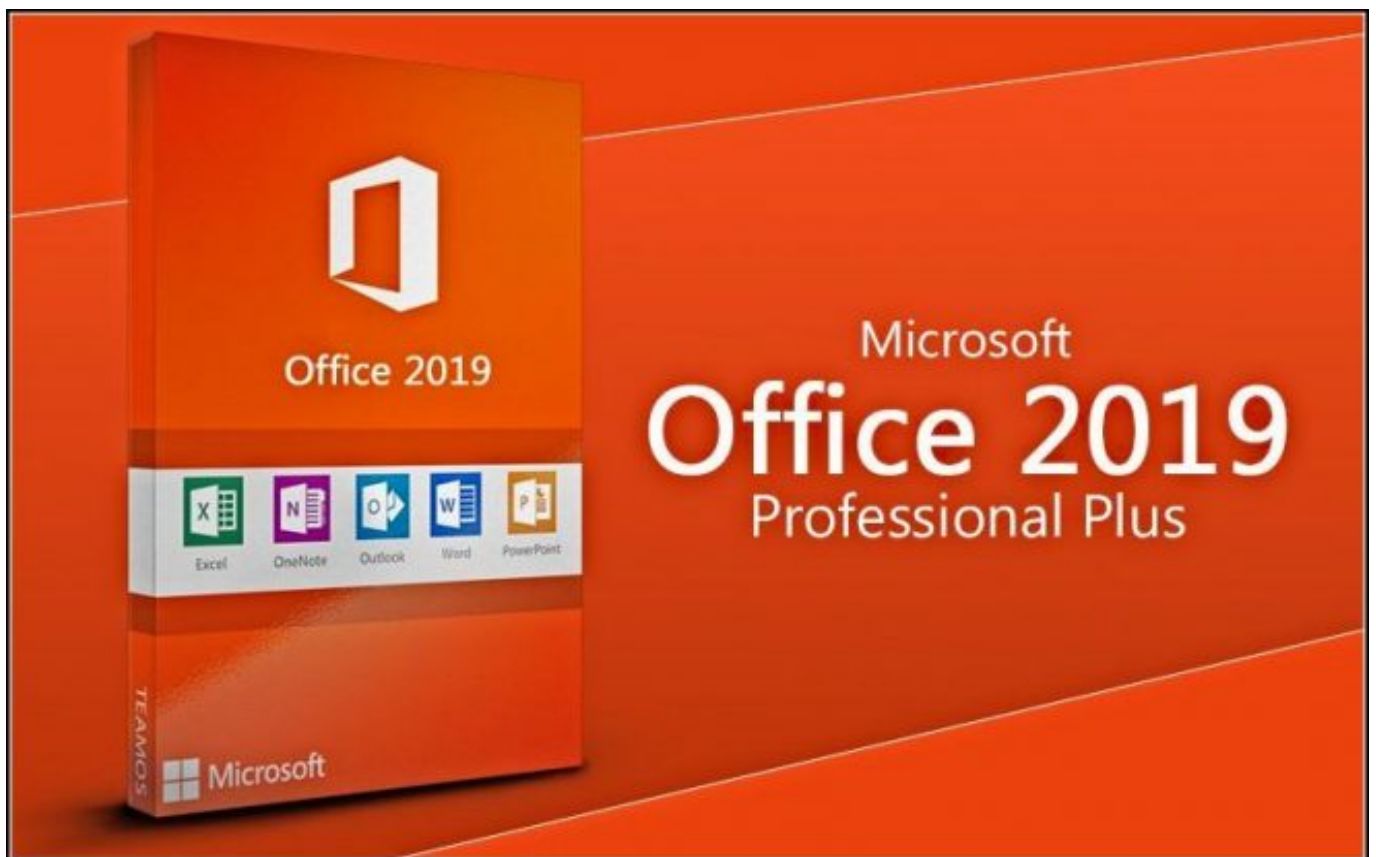 Office 2019
X
N
O
W
P
Excel
OneNote
Outlook
Word
PowerPoint
TEAMOS
Microsoft
Microsoft
Office 2019
Professional Plus